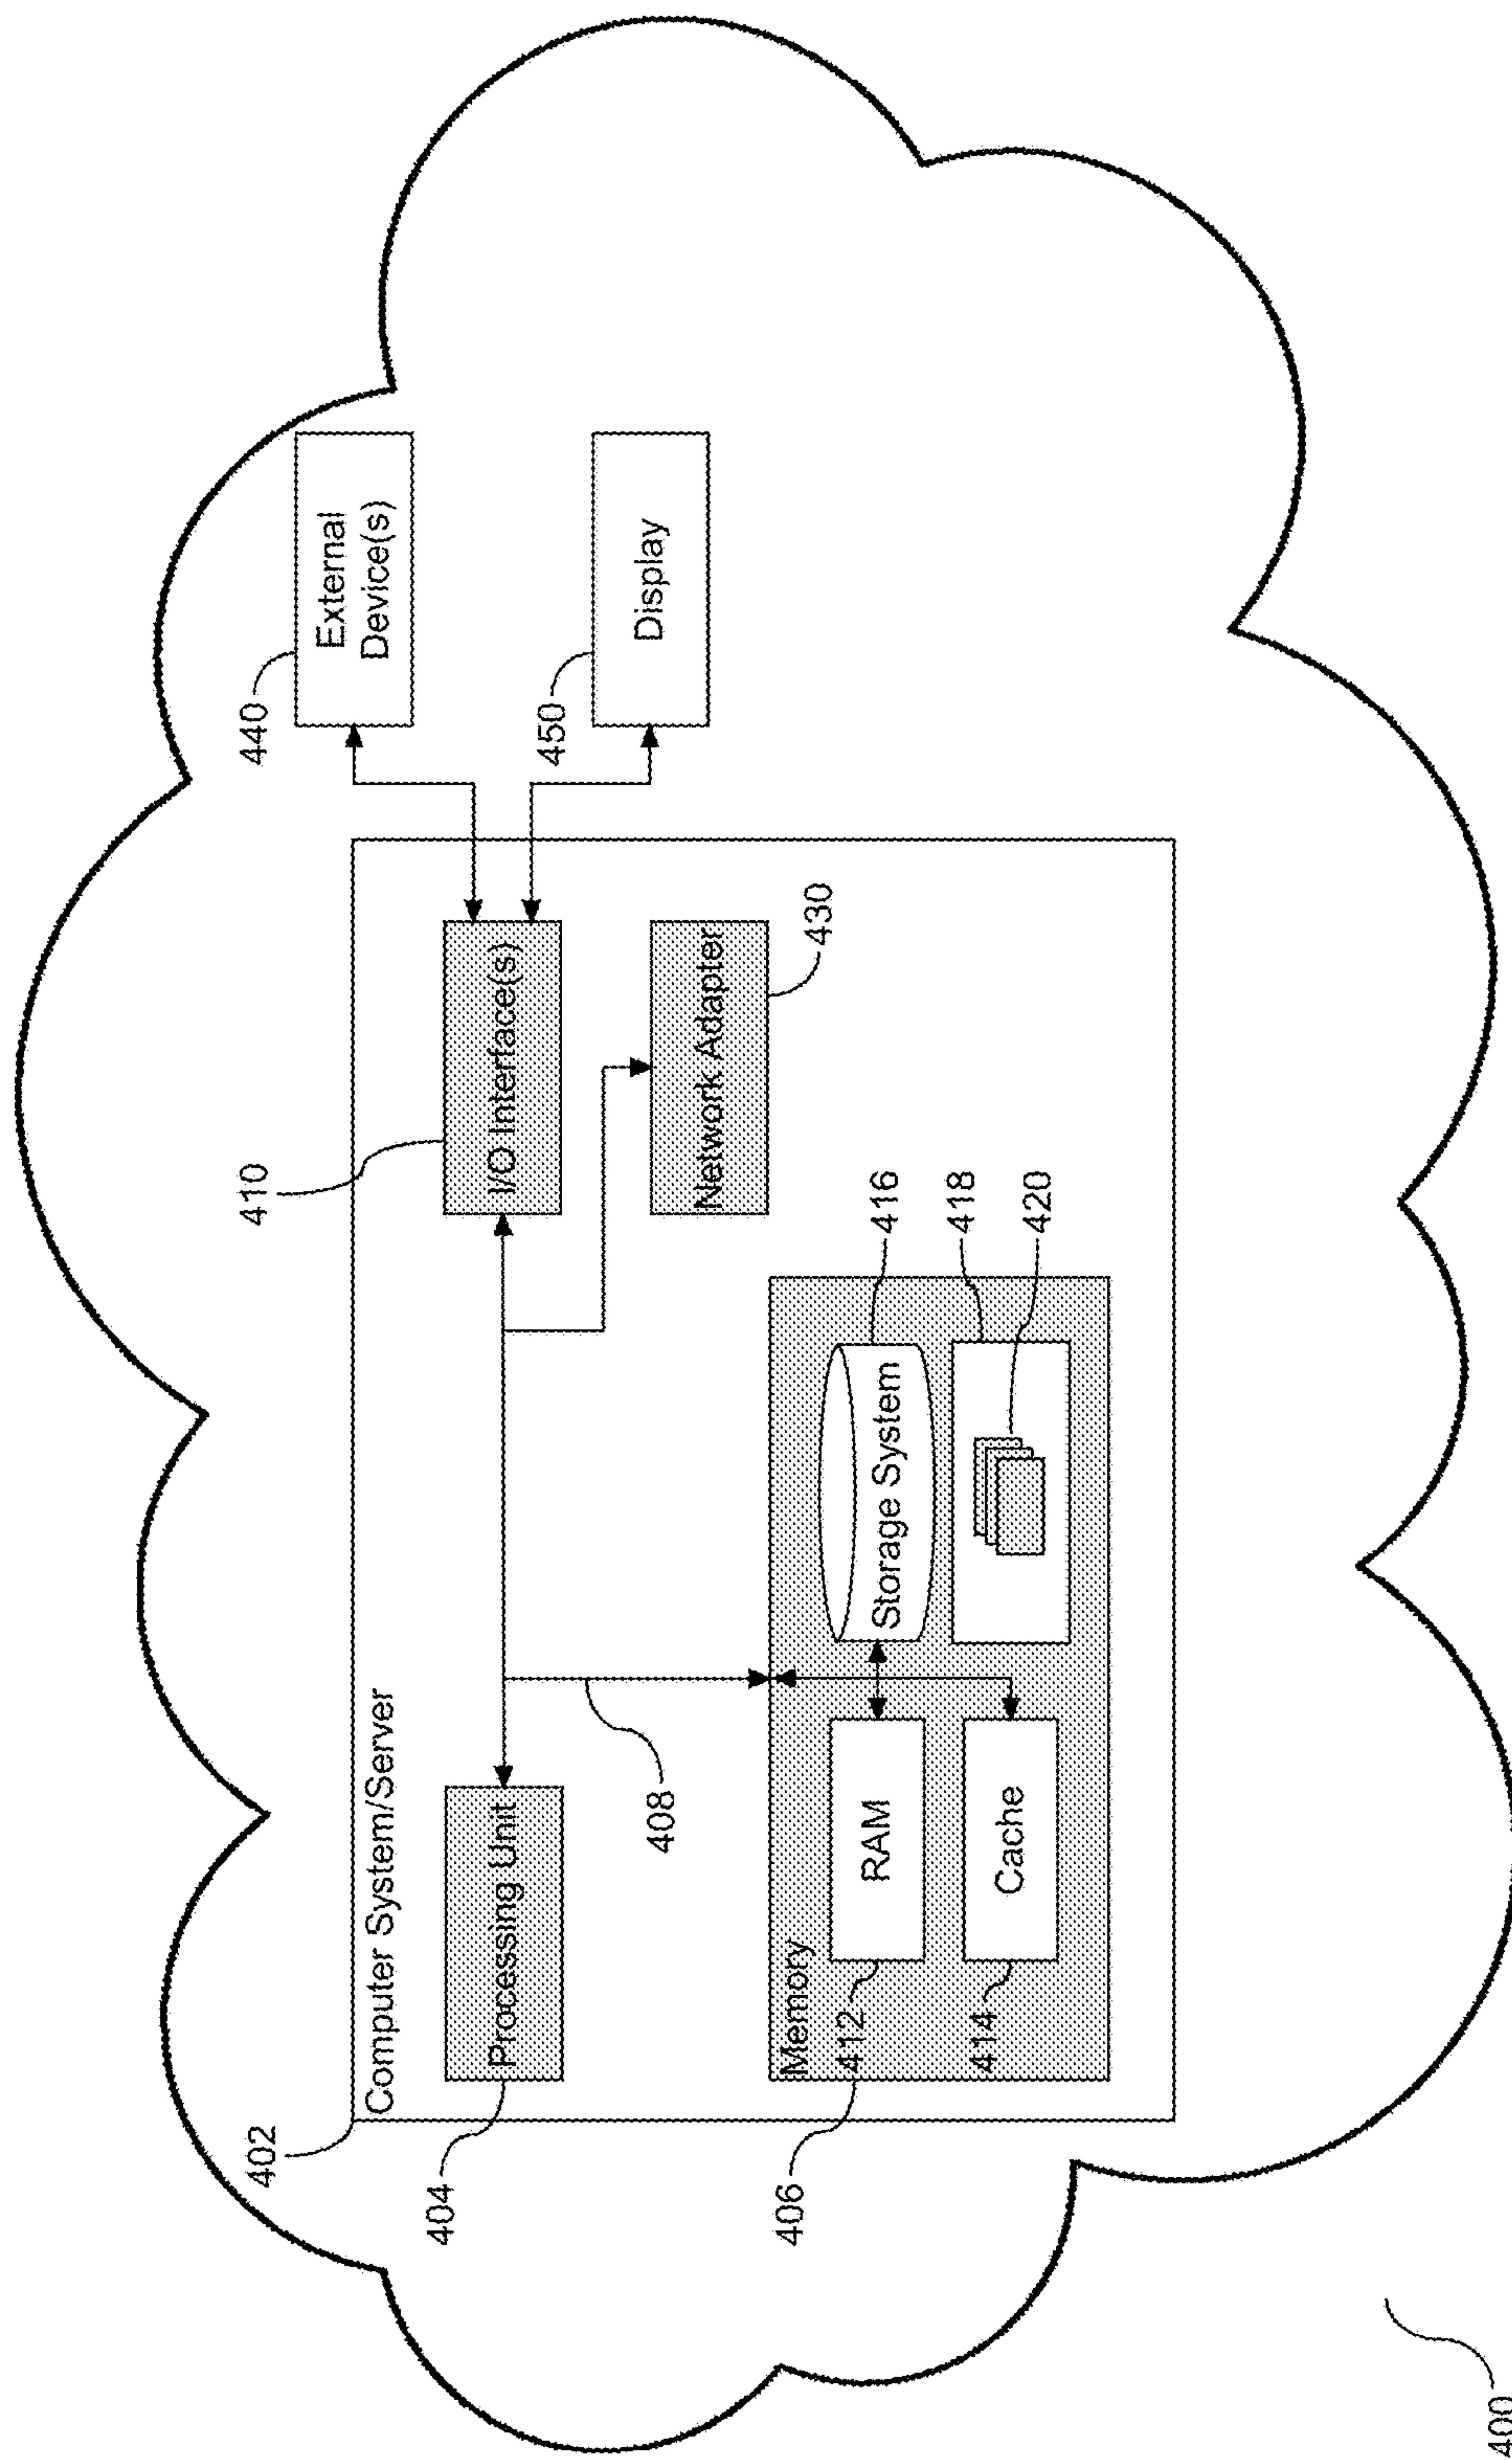 402
Computer System/Server
440
External
Device(s)
410
404
Processing Unit
I/O Interface(s)
450
Display
408
Network Adapter
430
406
Memory
412
RAM
Storage System
416
414
Cache
418
420
400